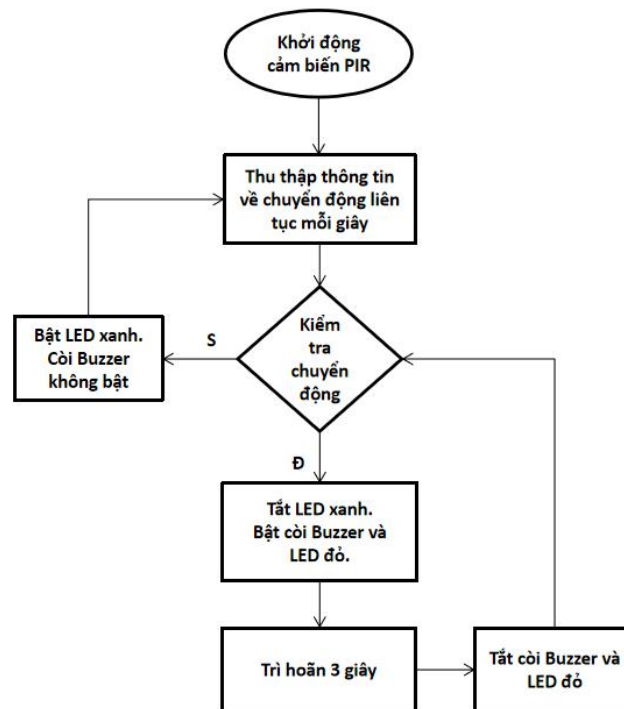 Khởi động
cảm biến PIR
Thu thập thông tin
về chuyển động liên
tục mỗi giây
Kiểm
tra
chuyển
động
S
Bật LED xanh.
Còi Buzzer
không bật
Đ
Tắt LED xanh.
Bật còi Buzzer và
LED đỏ.
Trì hoãn 3 giây
Tắt còi Buzzer và
LED đỏ